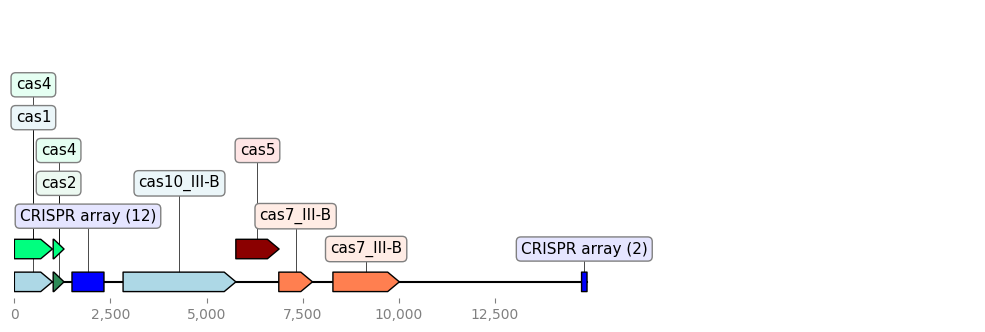 cas4
cas1
cas4
cas5
cas2
cas10_III-B
CRISPR array (12)
cas7_III-B
cas7_III-B
CRISPR array (2)
0
2,500
5,000
7,500
10,000
12,500